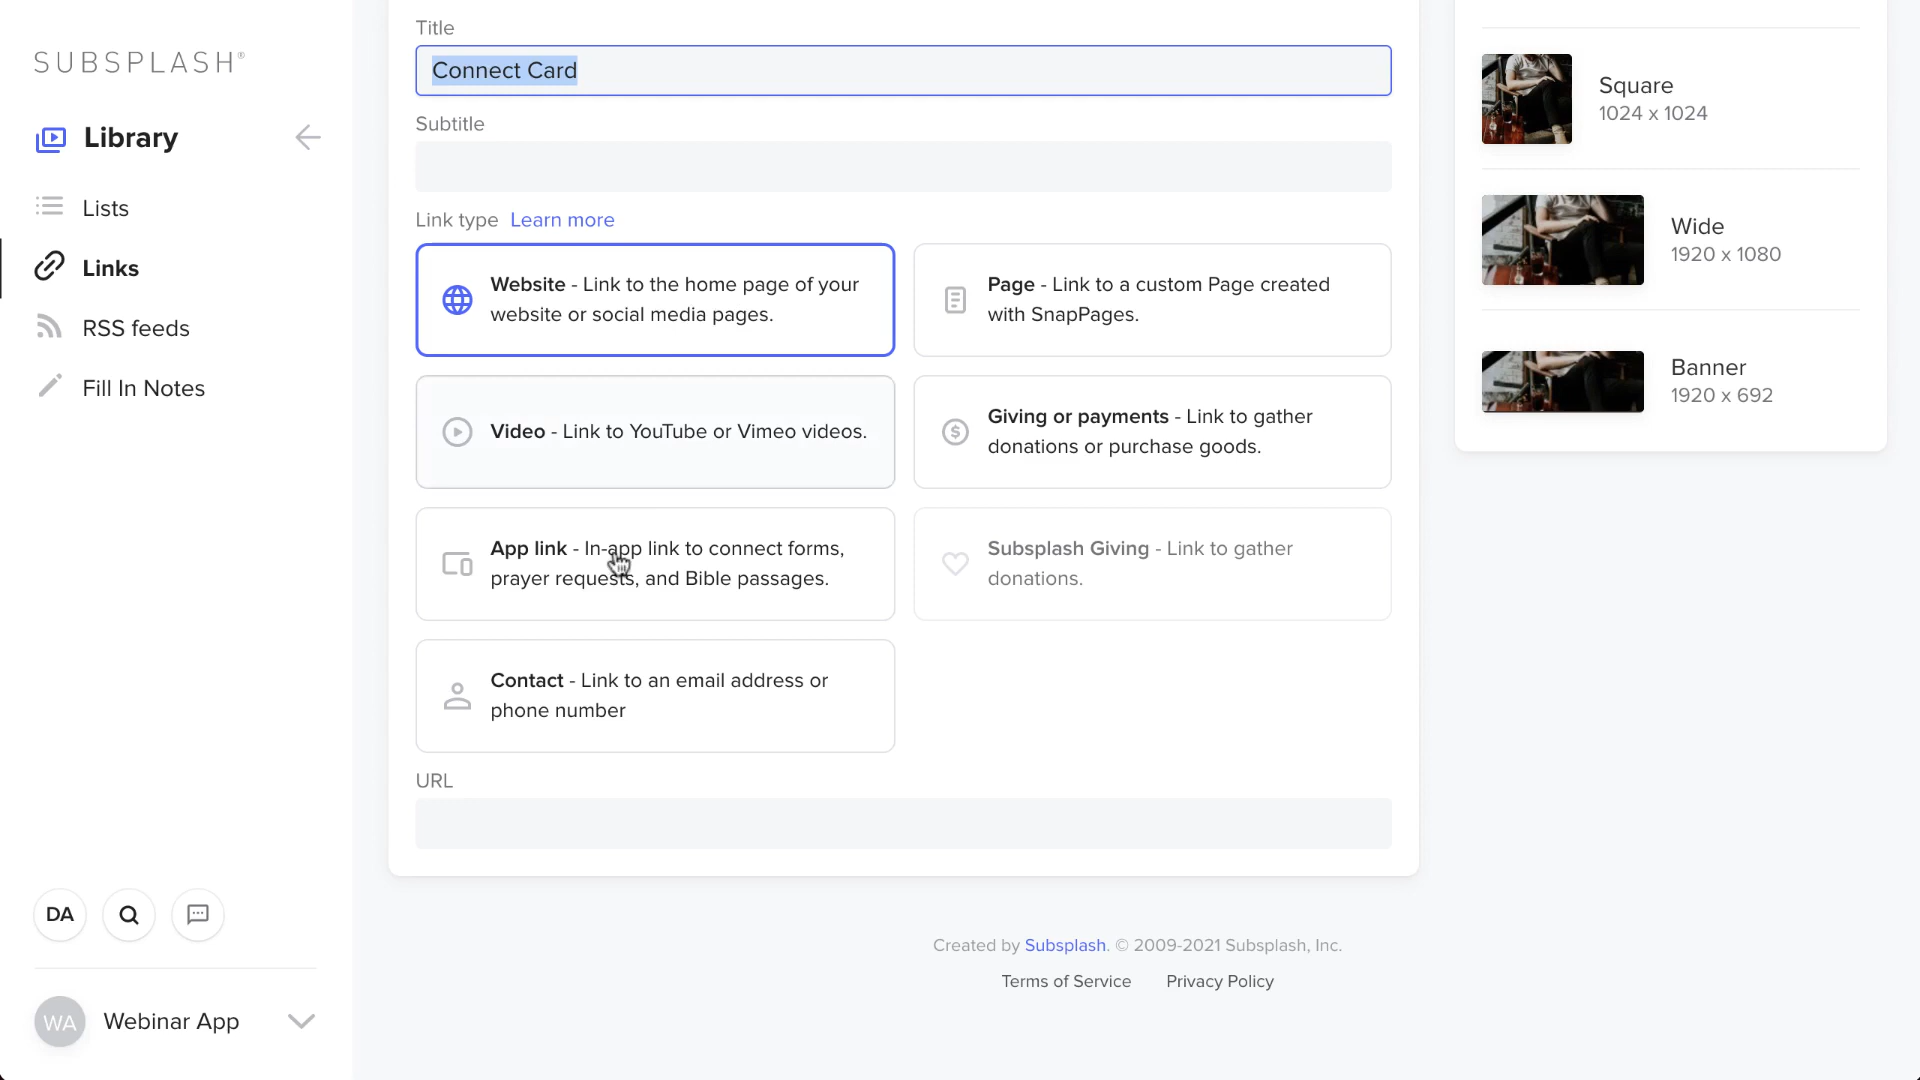 SUBSPLASH®
Library
Lists
Links
RSS feeds
Fill In Notes
DA
WA
Webinar App
Title
Connect Card
Subtitle
Link type Learn more
Website - Link to the home page of your
website or social media pages.
Page - Link to a custom Page created
with SnapPages.
Video - Link to YouTube or Vimeo videos.
Giving or payments - Link to gather
donations or purchase goods.
App link - In-app link to connect forms,
prayer requests, and Bible passages.
Subsplash Giving - Link to gather
donations.
Contact - Link to an email address or
phone number
URL
Created by Subsplash. © 2009-2021 Subsplash, Inc.
Terms of Service Privacy Policy
Square
1024 x 1024
Wide
1920 x 1080
Banner
1920 x 692